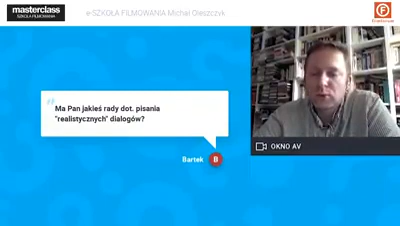 masterclass
SZKOŁA FILMOWANIA
e-SZKOŁA FILMOWANIA Michał Oleszczyk
Ma Pan jakieś rady dot. pisania
"realistycznych" dialogów?
Bartek B
OKNO AV